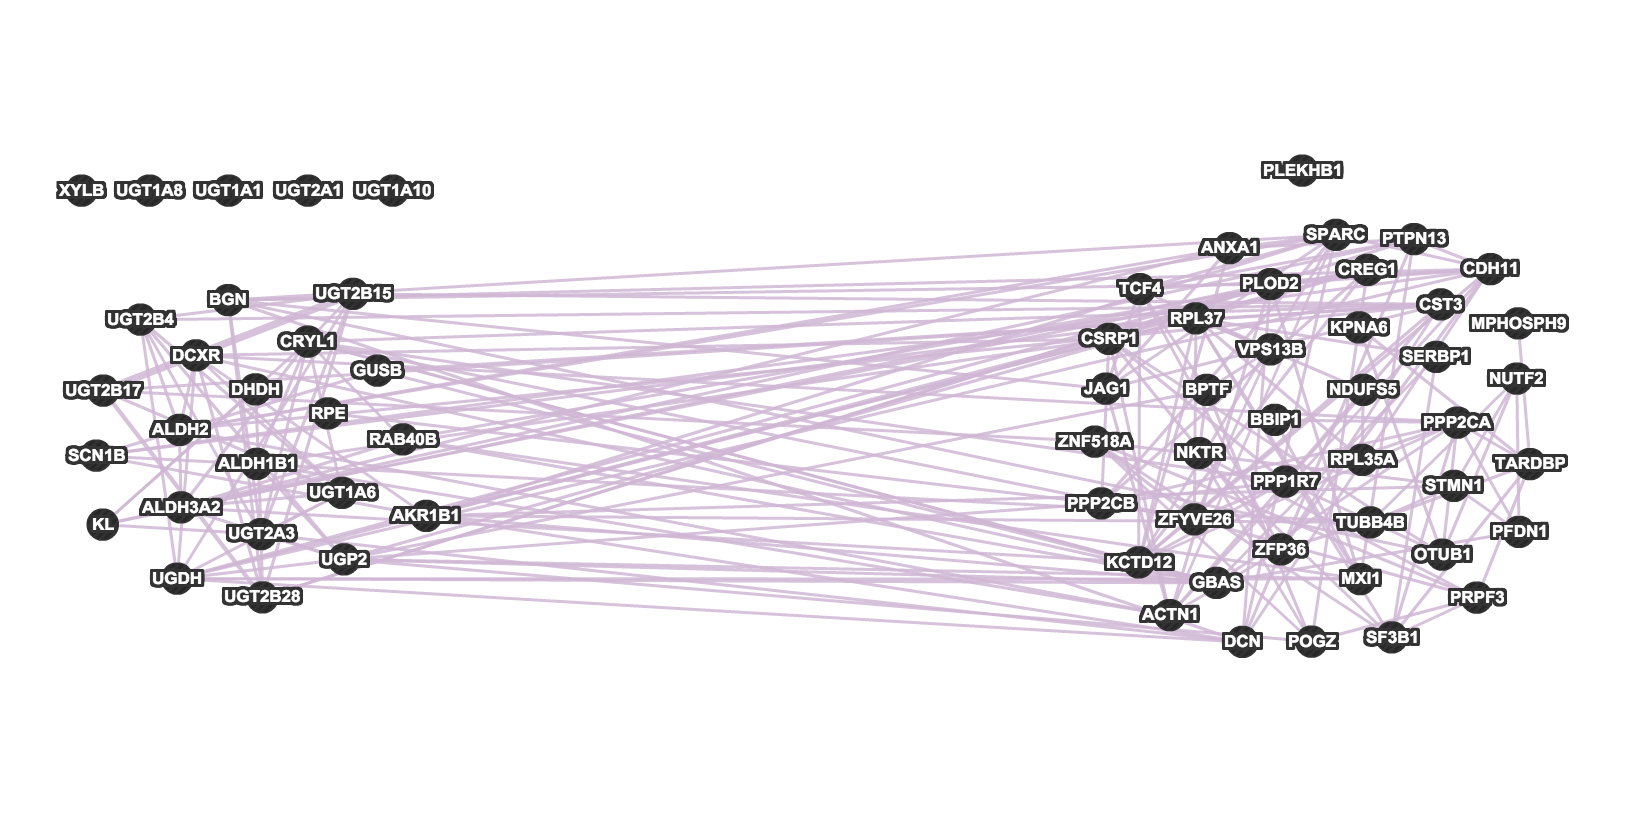 XYLB
UGT1A8
UGT1A1
UGT2A1
UGT1A10
BGN
UGT2B15
UGT2B4
CRYL1
DCXR
GUSB
UGT2B17
DHDH
RPE
ALDH2
RAB40B
SCN1B
ALDH1B1
UGT1A6
ALDH3A2
AKR1B1
KL
UGT2A3
UGP2
UGDH
UGT2B28
PLEKHB1
SPARC
PTPN13
ANXA1
CREG1
CDH11
PLOD2
TCF4
CST3
RPL37
MPHOSPH9
KPNA6
CSRP1
VPS13B
SERBP1
NUTF2
JAG1
BPTF
NDUFS5
BBIP1
PPP2CA
ZNF518A
NKTR
RPL35A
TARDBP
PPP1R7
STMN1
PPP2CB
ZFYVE26
TUBB4B
PFDN1
ZFP36
OTUB1
KCTD12
GBAS
MXI1
PRPF3
ACTN1
DCN
POGZ
SF3B1